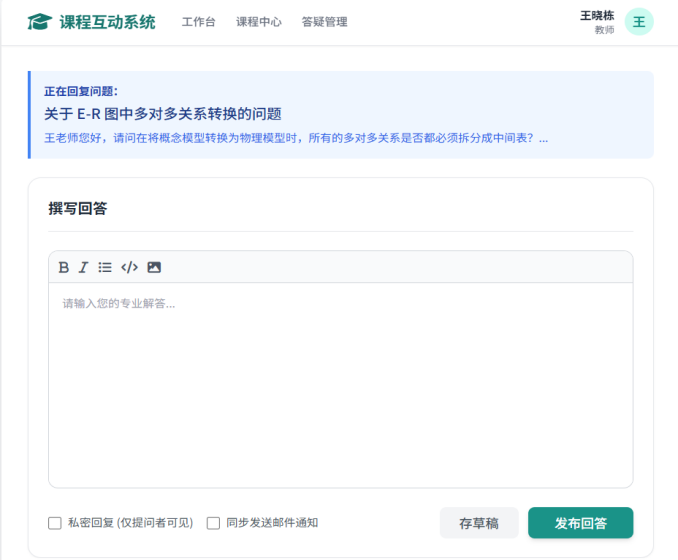 课程互动系统 工作台 课程中心 答疑管理 王晓栋 王
教师
正在回复问题：
关于 E-R 图中多对多关系转换的问题
王老师您好，请问在将概念模型转换为物理模型时，所有的多对多关系是否都必须拆分成中间表？...
撰写回答
B I </>
请输入您的专业解答...
私密回复 (仅提问者可见) 同步发送邮件通知 存草稿 发布回答